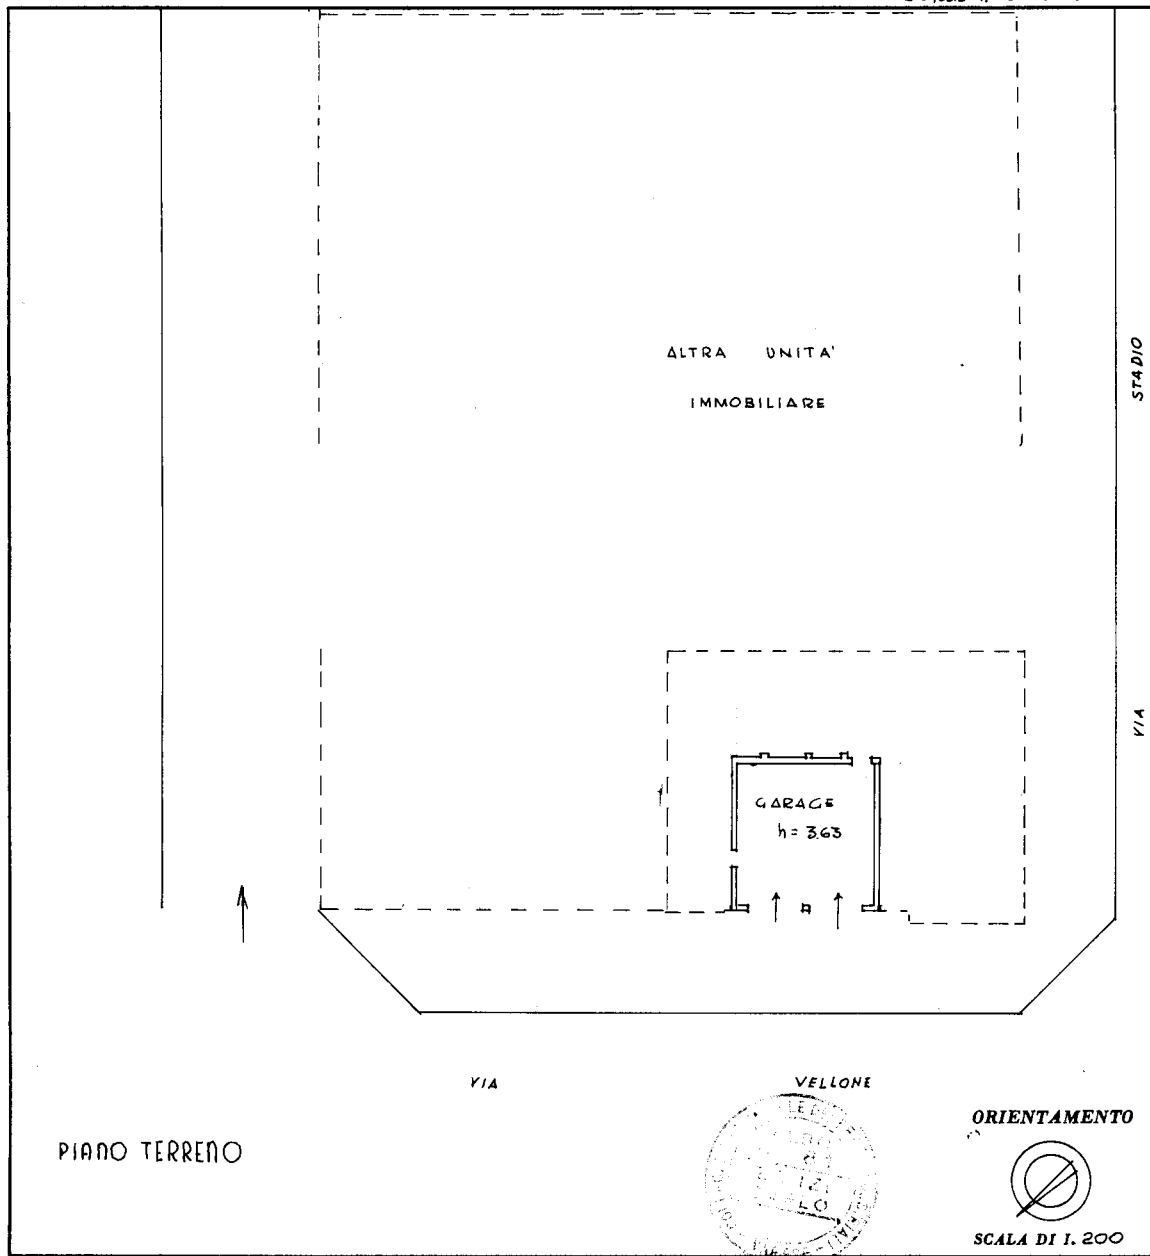 ALTRA UNITA'
IMMOBILIARE
STADIO
VIA
GARAGE
h = 3.63
VIA VELLONE
PIANO TERRENO
ORIENTAMENTO
SCALA DI 1. 200